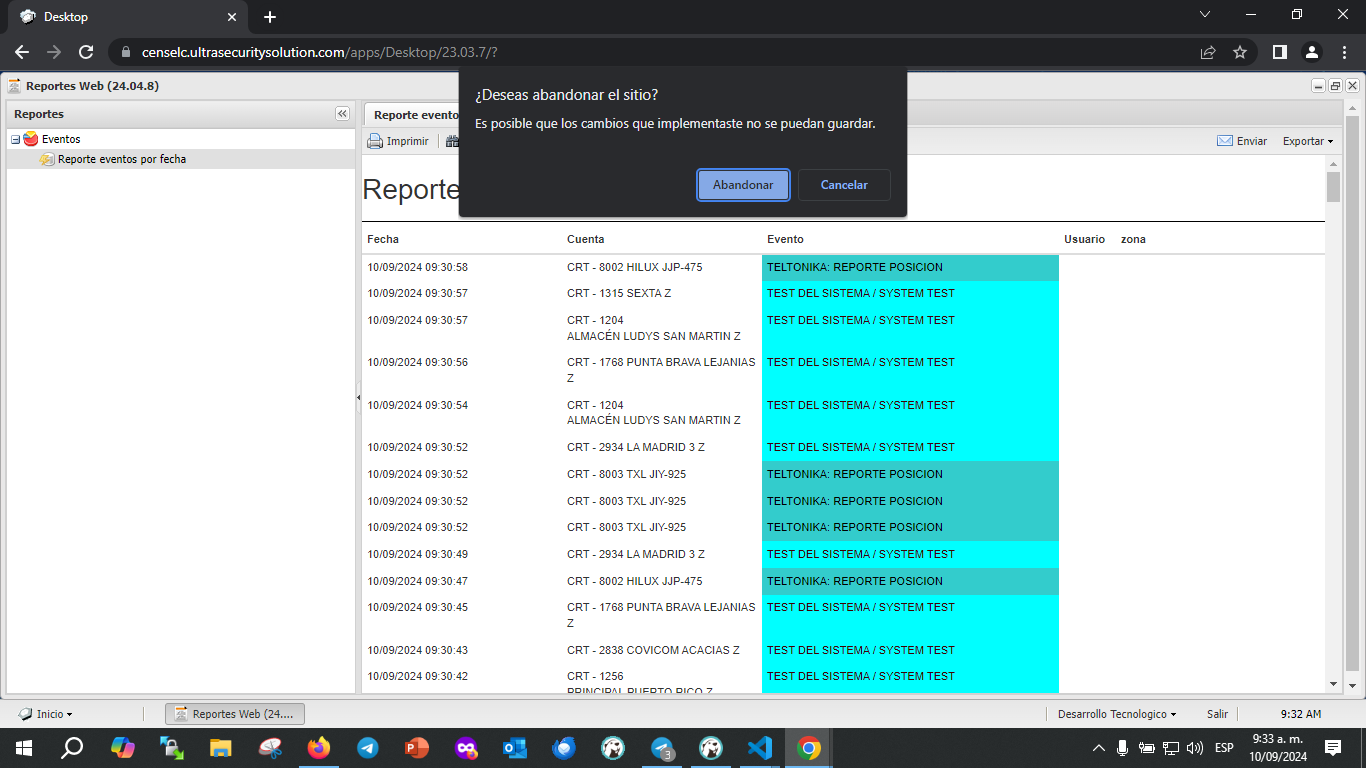 Desktop
censelc.ultrasecuritysolution.com/apps/Desktop/23.03.7/?
Reportes Web (24.04.8)
¿Deseas abandonar el sitio?
Es posible que los cambios que implementaste no se puedan guardar.
Abandonar
Cancelar
Reportes
Eventos
Reporte eventos por fecha
Reporte evento
Imprimir
Enviar
Exportar
Reporte
Fecha Cuenta Evento Usuario zona
10/09/2024 09:30:58 CRT - 8002 HILUX JJP-475 TELTONIKA: REPORTE POSICION
10/09/2024 09:30:57 CRT - 1315 SEXTA Z TEST DEL SISTEMA / SYSTEM TEST
10/09/2024 09:30:57 CRT - 1204 TEST DEL SISTEMA / SYSTEM TEST
ALMACÉN LUDYS SAN MARTIN Z
10/09/2024 09:30:56 CRT - 1768 PUNTA BRAVA LEJANIAS TEST DEL SISTEMA / SYSTEM TEST
Z
10/09/2024 09:30:54 CRT - 1204 TEST DEL SISTEMA / SYSTEM TEST
ALMACÉN LUDYS SAN MARTIN Z
10/09/2024 09:30:52 CRT - 2934 LA MADRID 3 Z TEST DEL SISTEMA / SYSTEM TEST
10/09/2024 09:30:52 CRT - 8003 TXL JIY-925 TELTONIKA: REPORTE POSICION
10/09/2024 09:30:52 CRT - 8003 TXL JIY-925 TELTONIKA: REPORTE POSICION
10/09/2024 09:30:52 CRT - 8003 TXL JIY-925 TELTONIKA: REPORTE POSICION
10/09/2024 09:30:49 CRT - 2934 LA MADRID 3 Z TEST DEL SISTEMA / SYSTEM TEST
10/09/2024 09:30:47 CRT - 8002 HILUX JJP-475 TELTONIKA: REPORTE POSICION
10/09/2024 09:30:45 CRT - 1768 PUNTA BRAVA LEJANIAS TEST DEL SISTEMA / SYSTEM TEST
Z
10/09/2024 09:30:43 CRT - 2838 COVICOM ACACIAS Z TEST DEL SISTEMA / SYSTEM TEST
10/09/2024 09:30:42 CRT - 1256 TEST DEL SISTEMA / SYSTEM TEST
PRINCIPAL PUERTO RICO Z
Inicio
Reportes Web (24....
Desarrollo Tecnologico
Salir
9:32 AM
3
ESP
9:33 a. m.
10/09/2024